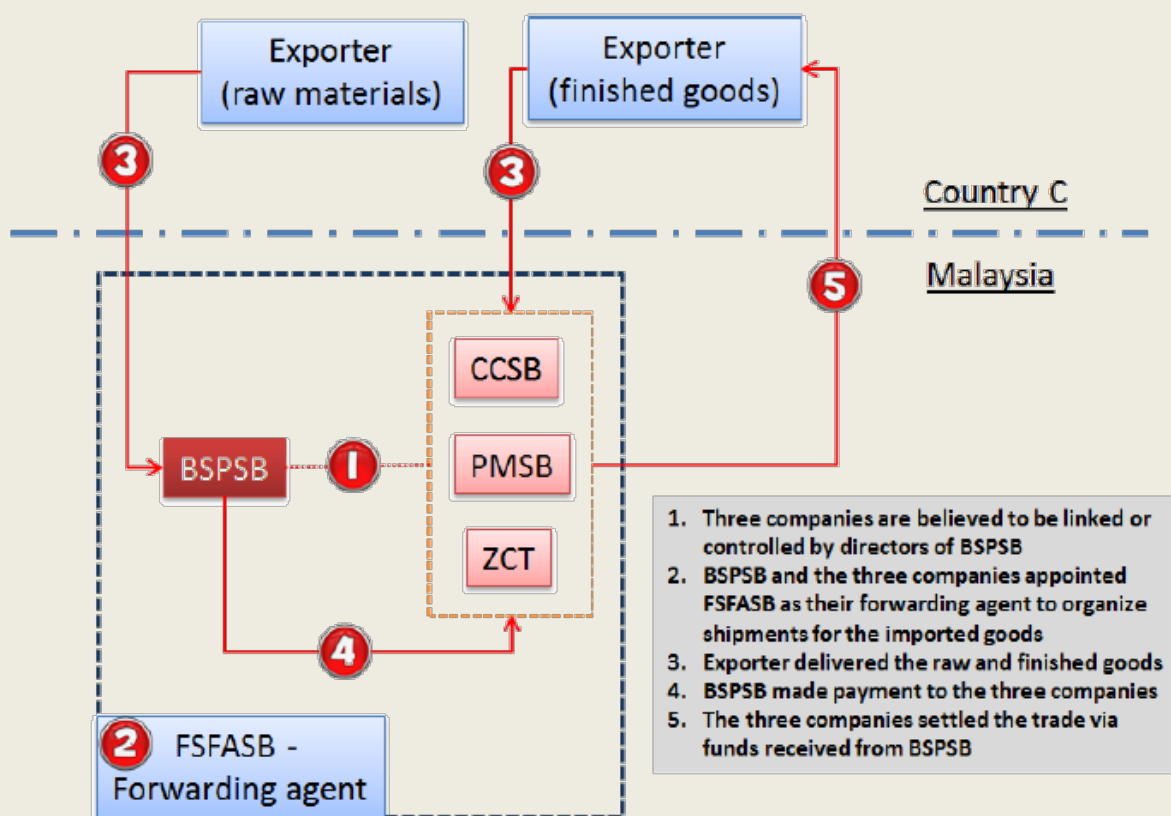 Exporter
(raw materials)
Exporter
(finished goods)
3
3
Country C
Malaysia
5
CCSB
BSPSB
1
PMSB
ZCT
4
2
FSFASB -
Forwarding agent
1. Three companies are believed to be linked or
controlled by directors of BSPSB
2. BSPSB and the three companies appointed
FSFASB as their forwarding agent to organize
shipments for the imported goods
3. Exporter delivered the raw and finished goods
4. BSPSB made payment to the three companies
5. The three companies settled the trade via
funds received from BSPSB